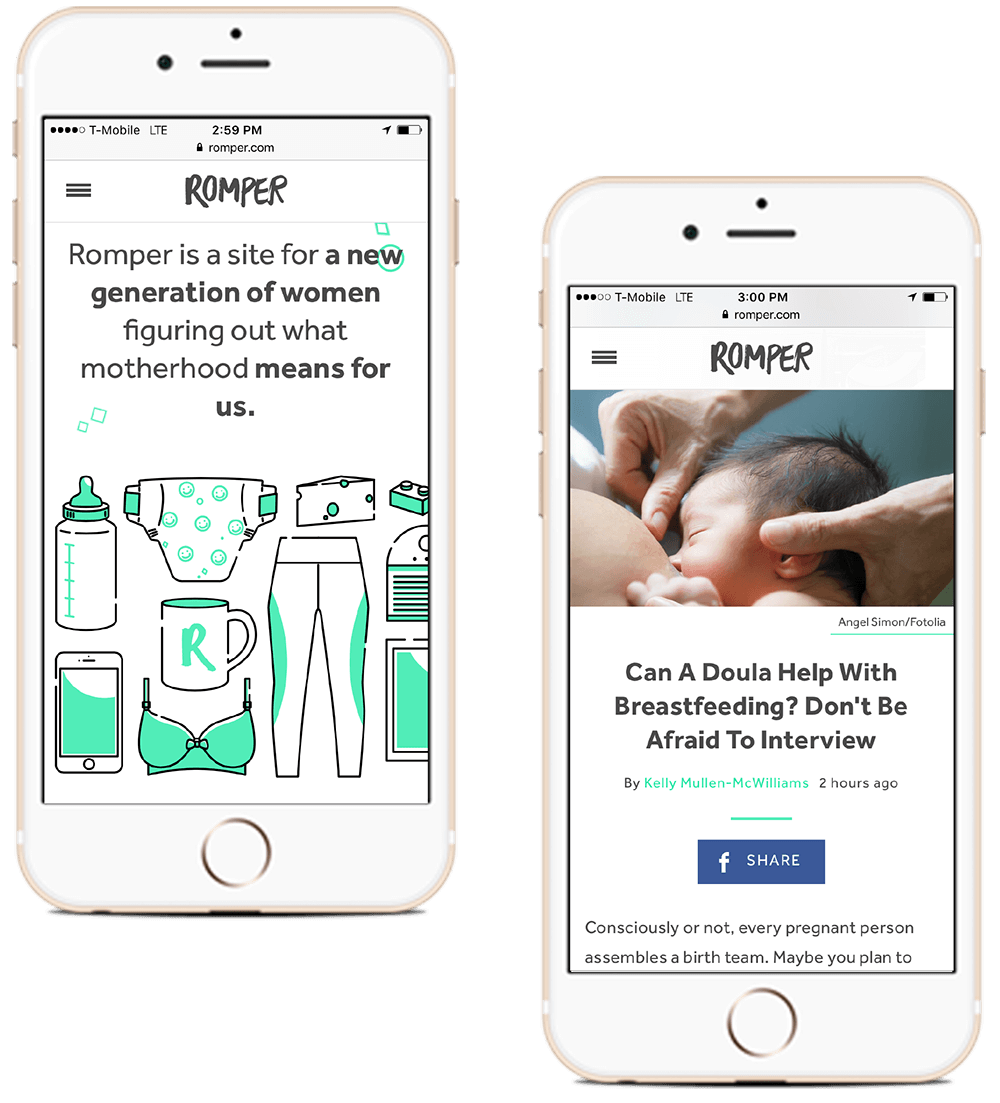 T-Mobile LTE 2:59 PM
romper.com
ROMPER
Romper is a site for a new
generation of women
figuring out what
motherhood means for
us.
R
T-Mobile LTE 3:00 PM
romper.com
ROMPER
Angel Simon/Fotolia
Can A Doula Help With
Breastfeeding? Don't Be
Afraid To Interview
By Kelly Mullen-McWilliams 2 hours ago
f SHARE
Consciously or not, every pregnant person
assembles a birth team. Maybe you plan to